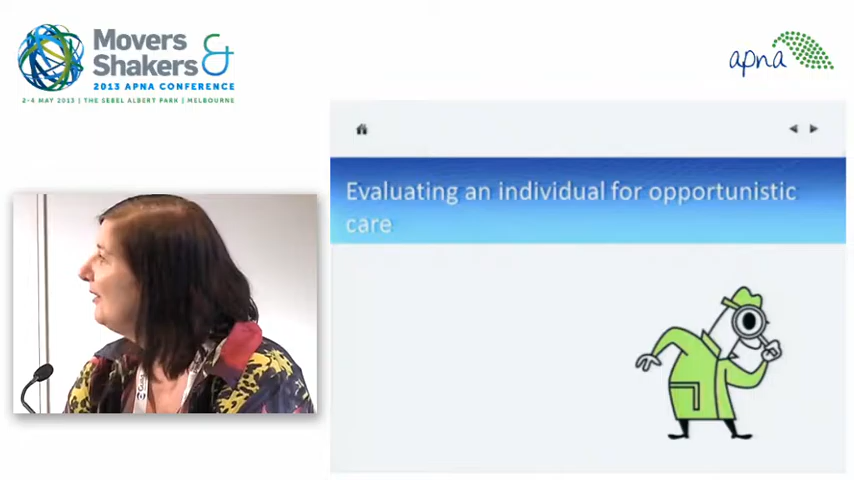 Movers
Shakers &
2013 APNA CONFERENCE
2-4 MAY 2013 | THE SEBEL ALBERT PARK | MELBOURNE
apna
Evaluating an individual for opportunistic
care